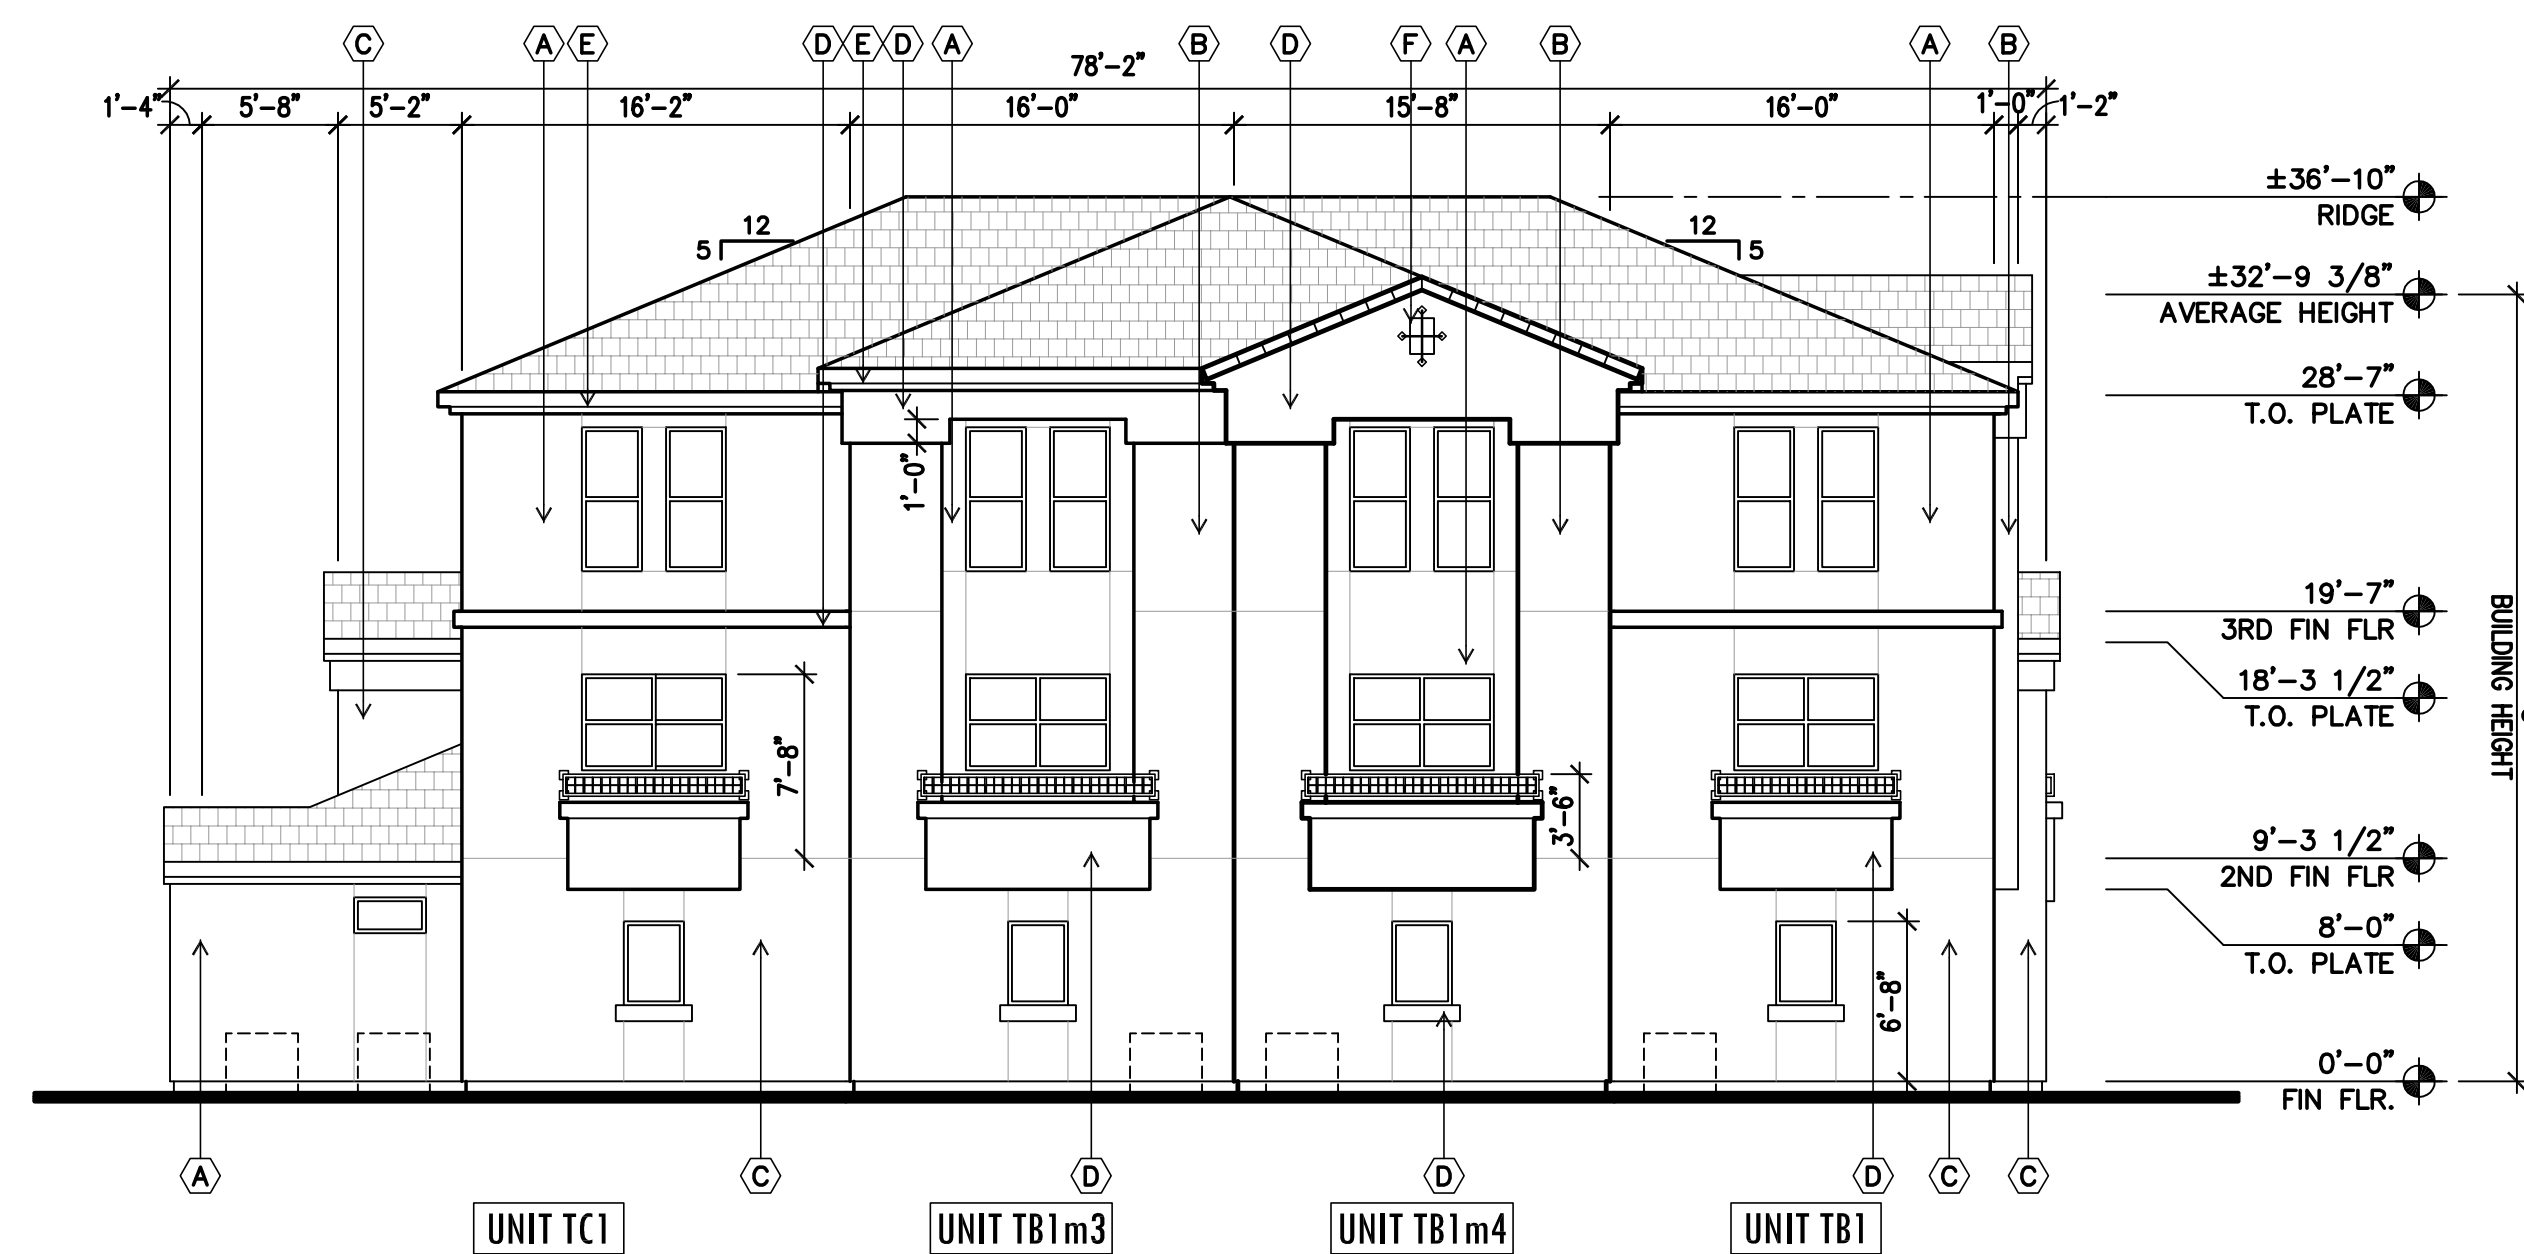 C A E D E D A B D F A B A B
78'-2"
1'-4" 5'-8" 5'-2" 16'-2" 16'-0" 15'-8" 16'-0" 1'-0" 1'-2"
±36'-10"
RIDGE
12
5
12
5
±32'-9 3/8"
AVERAGE HEIGHT
28'-7"
T.O. PLATE
1'-0"
19'-7"
3RD FIN FLR
18'-3 1/2"
T.O. PLATE
BUILDING HEIGHT
7'-8"
3'-6"
9'-3 1/2"
2ND FIN FLR
8'-0"
T.O. PLATE
6'-8"
0'-0"
FIN FLR.
A C D D D C C
UNIT TC1
UNIT TB1m3
UNIT TB1m4
UNIT TB1